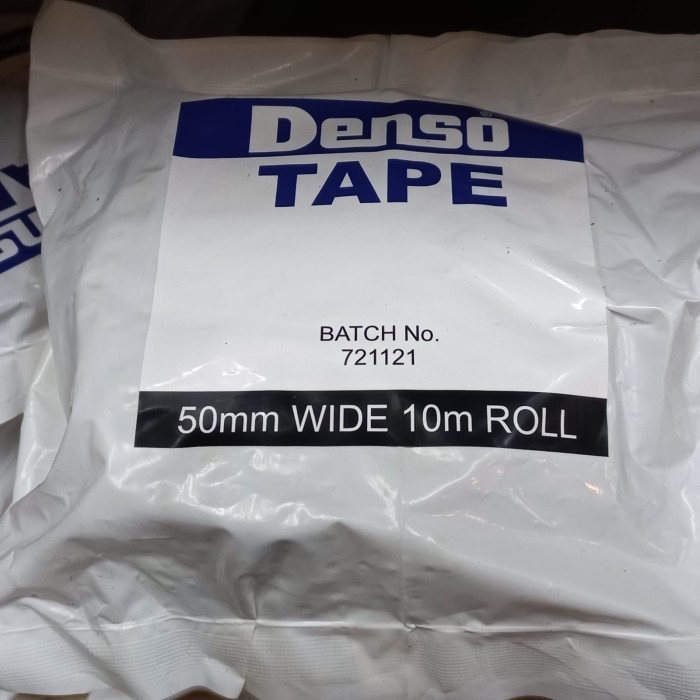 Denso®
TAPE
BATCH No.
721121
50mm WIDE 10m ROLL